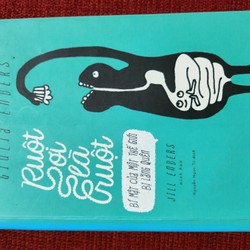 GIULIA ENDERS
Ruột
ơi
là
ruột
BÍ MẬT CỦA MỘT THẾ GIỚI
BỊ LÃNG QUÊN
JILL ENDERS